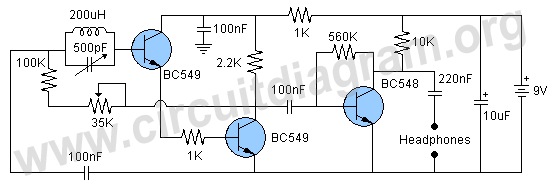 200uH
100nF
500pF
100K
BC549
2.2K
1K
560K
10K
100nF
BC548
220nF
9V
10uF
35K
BC549
1K
100nF
Headphones
+
+
www.circuitdiagram.org